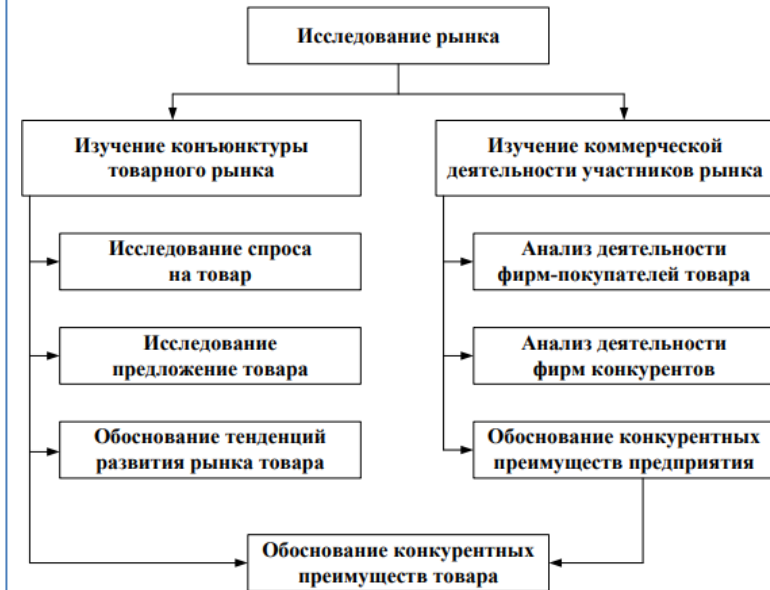 Исследование рынка
Изучение конъюнктуры
товарного рынка
Исследование спроса
на товар
Исследование
предложение товара
Обоснование тенденций
развития рынка товара
Изучение коммерческой
деятельности участников рынка
Анализ деятельности
фирм-покупателей товара
Анализ деятельности
фирм конкурентов
Обоснование конкурентных
преимуществ предприятия
Обоснование конкурентных
преимуществ товара